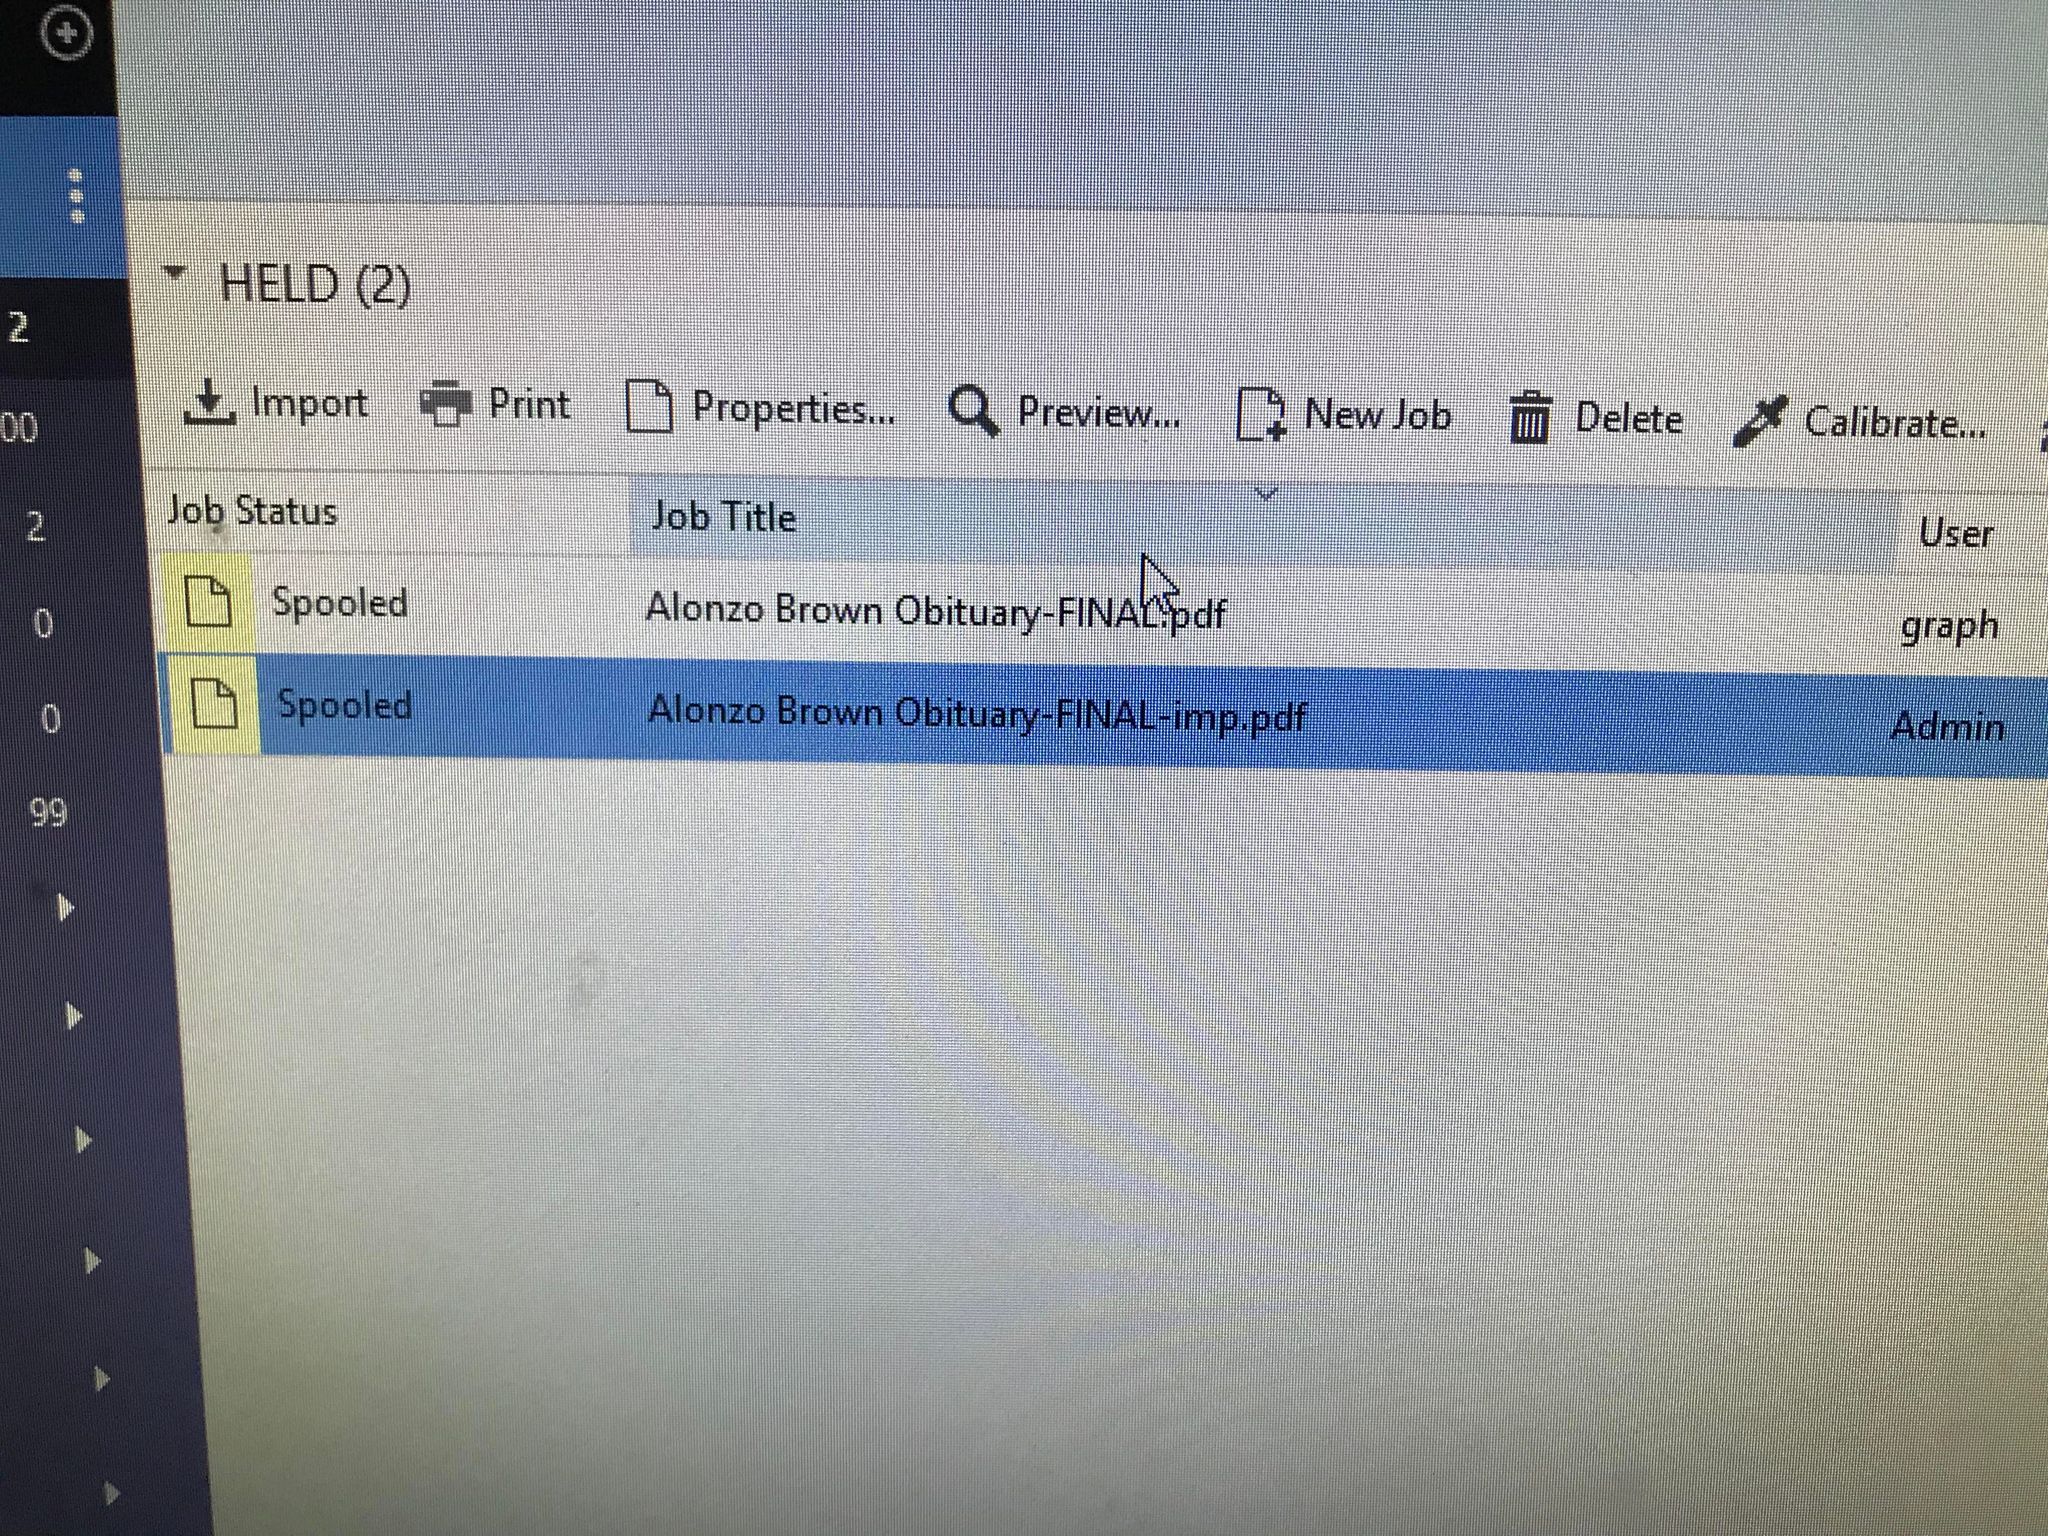 HELD (2)
2
Import Print Properties... Preview... New Job Delete Calibrate...
00
Job Status Job Title User
2
Spooled Alonzo Brown Obituary-FINAL.pdf graph
0
Spooled Alonzo Brown Obituary-FINAL-imp.pdf Admin
0
99